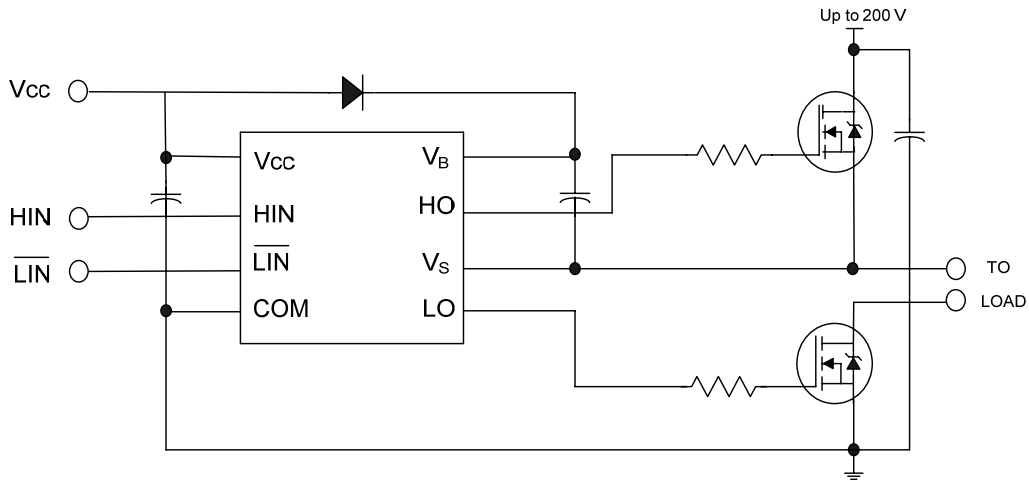 Up to 200 V
Vcc
Vcc
VB
HO
HIN
HIN
LIN
LIN
VS
TO
COM
LO
LOAD